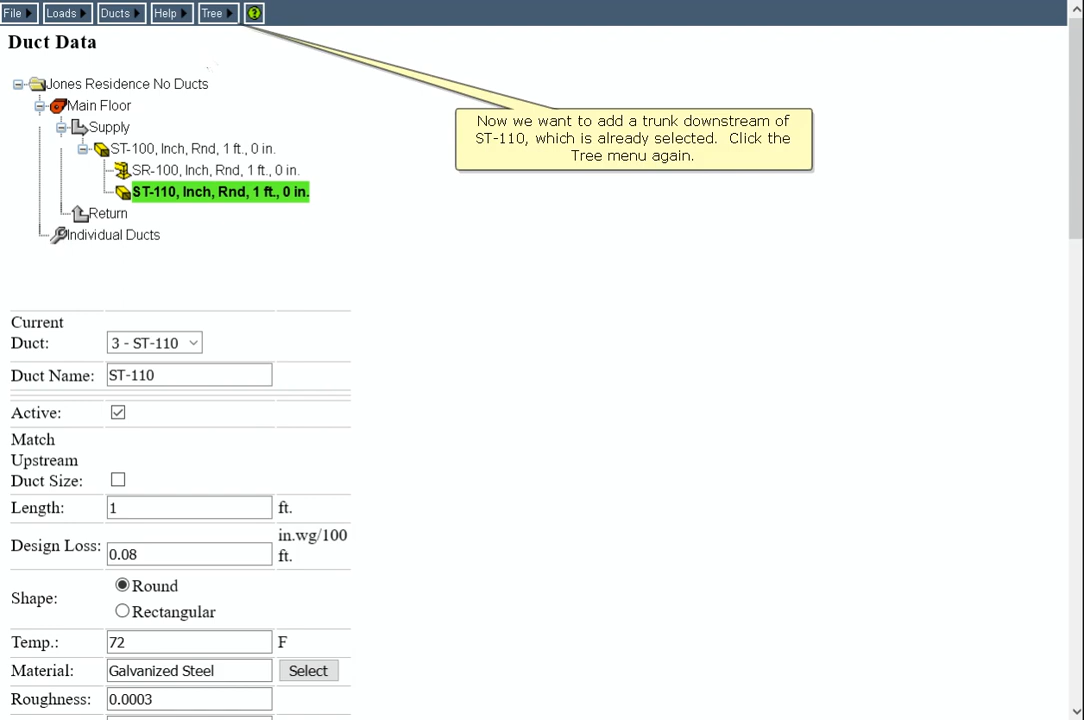 File Loads Ducts Help Tree ?
Duct Data
Now we want to add a trunk downstream of
ST-110, which is already selected. Click the
Tree menu again.
Jones Residence No Ducts
Main Floor
Supply
ST-100, Inch, Rnd, 1 ft., 0 in.
SR-100, Inch, Rnd, 1 ft., 0 in.
ST-110, Inch, Rnd, 1 ft., 0 in.
Return
Individual Ducts
Current
Duct: 3 - ST-110
Duct Name: ST-110
Active:
Match
Upstream
Duct Size:
Length: 1 ft.
in.wg/100
Design Loss: 0.08 ft.
Round
Shape:
Rectangular
Temp.: 72 F
Material: Galvanized Steel Select
Roughness: 0.0003